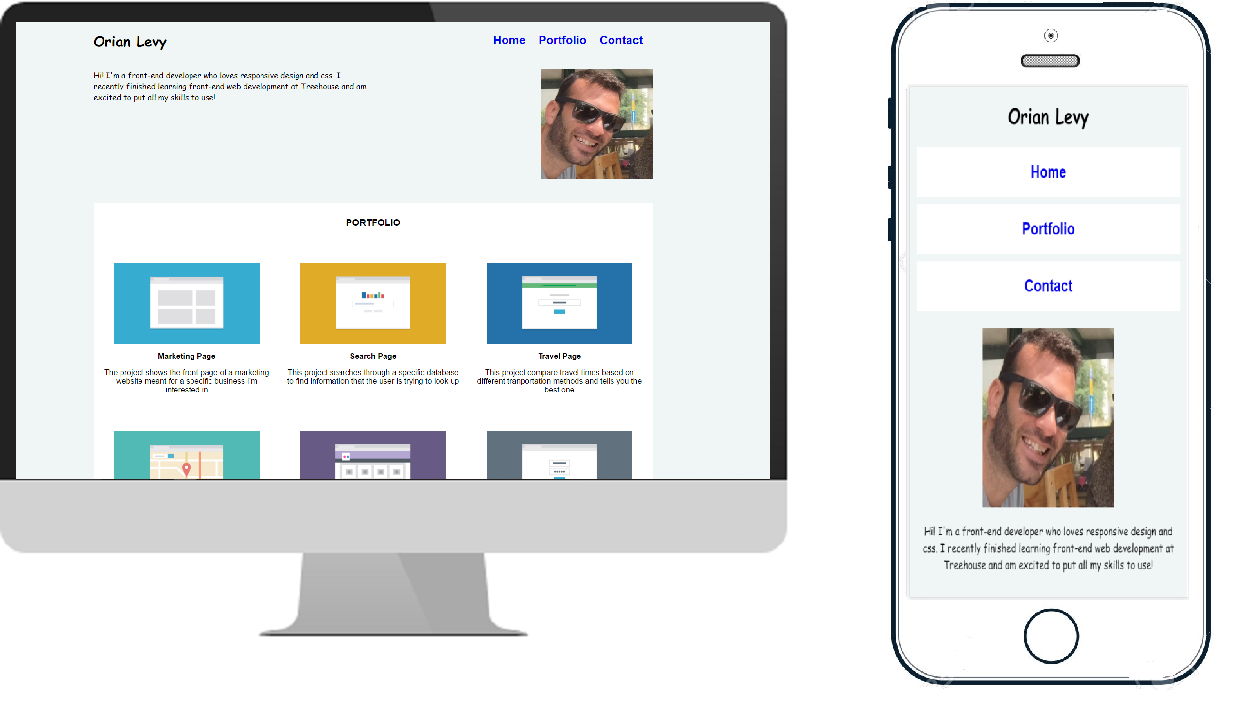 Orian Levy
Home Portfolio Contact
Hi! I'm a front-end developer who loves responsive design and css. I
recently finished learning front-end web development at Treehouse and am
excited to put all my skills to use!
PORTFOLIO
Marketing Page
The project shows the front page of a marketing
website meant for a specific business I'm
interested in
Search Page
This project searches through a specific database
to find information that the user is trying to look up
Travel Page
This project compare travel times based on
different tranportation methods and tells you the
best one
Orian Levy
Home
Portfolio
Contact
Hi! I'm a front-end developer who loves responsive design and
css. I recently finished learning front-end web development at
Treehouse and am excited to put all my skills to use!